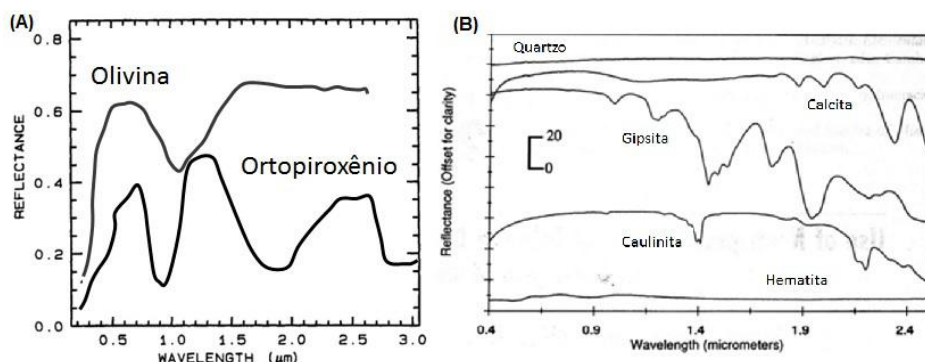 (A)
0.8
0.6
0.4
0.2
0.0
REFLECTANCE
Olivina
Ortopiroxênio
0.5 1.0 1.5 2.0 2.5 3.0
WAVELENGTH (μm)
(B)
Reflectance (Offset for clarity)
Quartzo
Calcita
Gipsita
20
0
Caulinita
Hematita
0.4 0.9 1.4 1.9 2.4
Wavelength (micrometers)